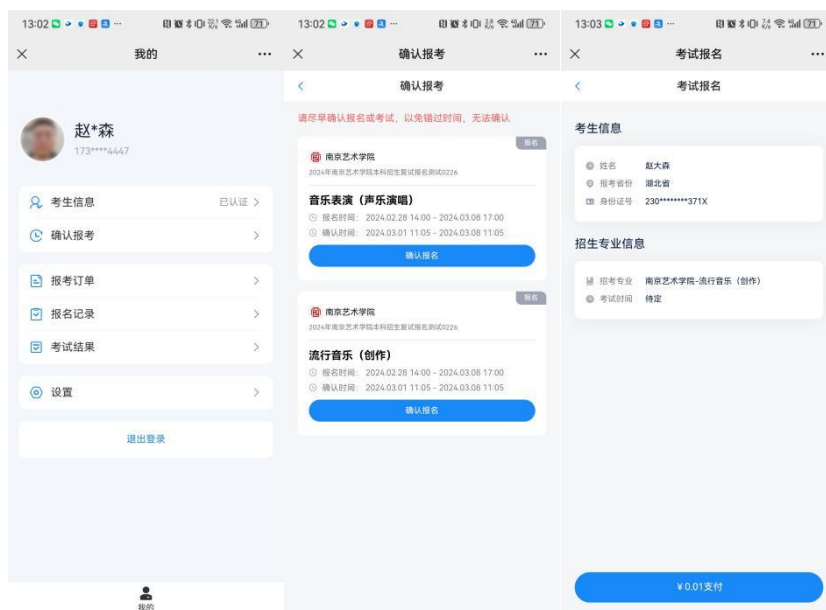 13:02
71
我的
赵*森
173****4447
考生信息
已认证
确认报考
报考订单
报名记录
考试结果
设置
退出登录
我的
13:02
71
确认报考
确认报考
请尽早确认报名或考试，以免错过时间，无法确认
报名
南京艺术学院
2024年南京艺术学院本科招生复试报名测试0226
音乐表演（声乐演唱）
报名时间： 2024.02.28 14:00 - 2024.03.08 17:00
确认时间： 2024.03.01 11:05 - 2024.03.08 11:05
确认报名
报名
南京艺术学院
2024年南京艺术学院本科招生复试报名测试0226
流行音乐（创作）
报名时间： 2024.02.28 14:00 - 2024.03.08 17:00
确认时间： 2024.03.01 11:05 - 2024.03.08 11:05
确认报名
13:03
71
考试报名
考试报名
考生信息
姓名 赵大森
报考省份 湖北省
身份证号 230********371X
招生专业信息
招考专业 南京艺术学院-流行音乐（创作）
考试时间 待定
¥0.01支付